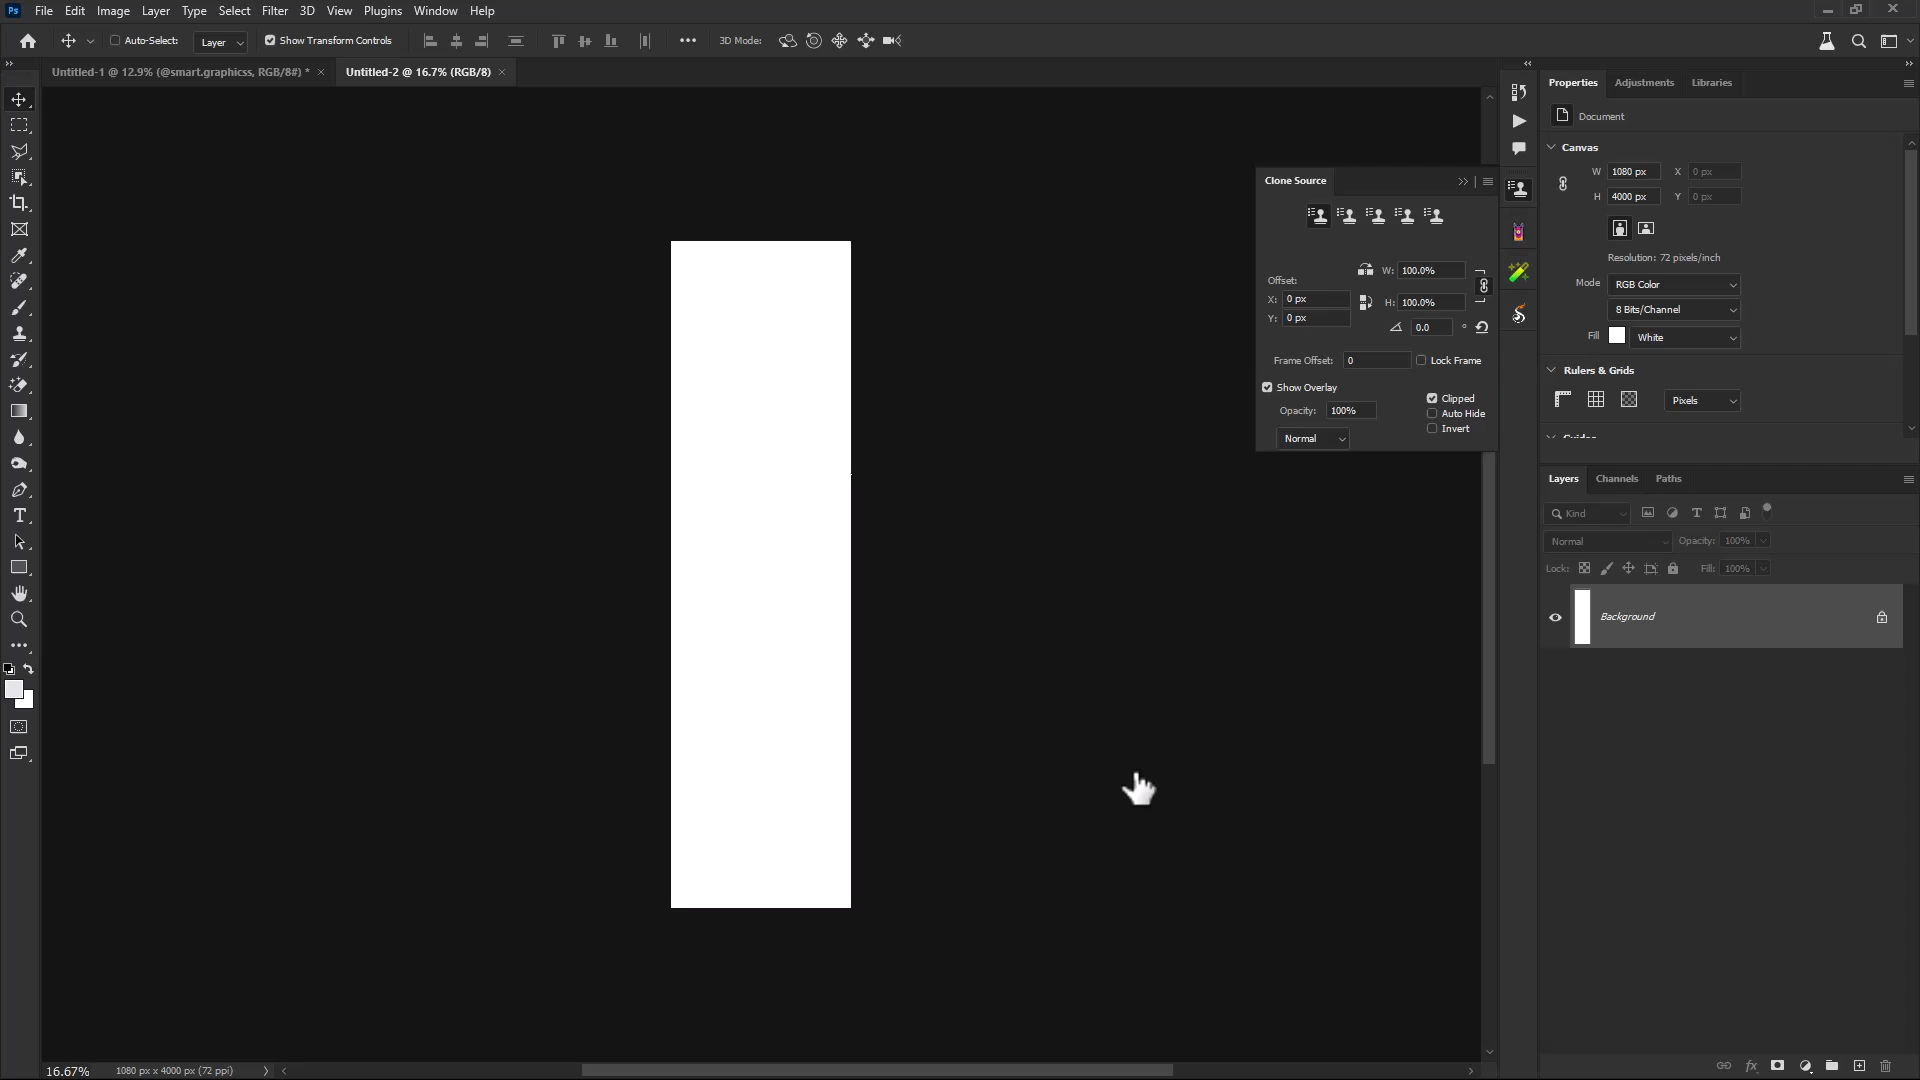 Ps File Edit Image Layer Type Select Filter 3D View Plugins Window Help
Auto-Select: Layer Show Transform Controls 3D Mode:
Untitled-1 @ 12.9% (@smart.graphicss, RGB/8#) * × Untitled-2 @ 16.7% (RGB/8) ×
Clone Source
Offset:
X: 0 px
Y: 0 px
W: 100.0%
H: 100.0%
0.0 °
Frame Offset: 0 Lock Frame
Show Overlay
Opacity: 100%
Normal
Clipped
Auto Hide
Invert
Properties Adjustments Libraries
Document
Canvas
W 1080 px X 0 px
H 4000 px Y 0 px
Resolution: 72 pixels/inch
Mode RGB Color
8 Bits/Channel
Fill White
Rulers & Grids
Pixels
Guides
Layers Channels Paths
Kind
Normal Opacity: 100%
Lock: Fill: 100%
Background
T
16.67% 1080 px x 4000 px (72 ppi)
fx